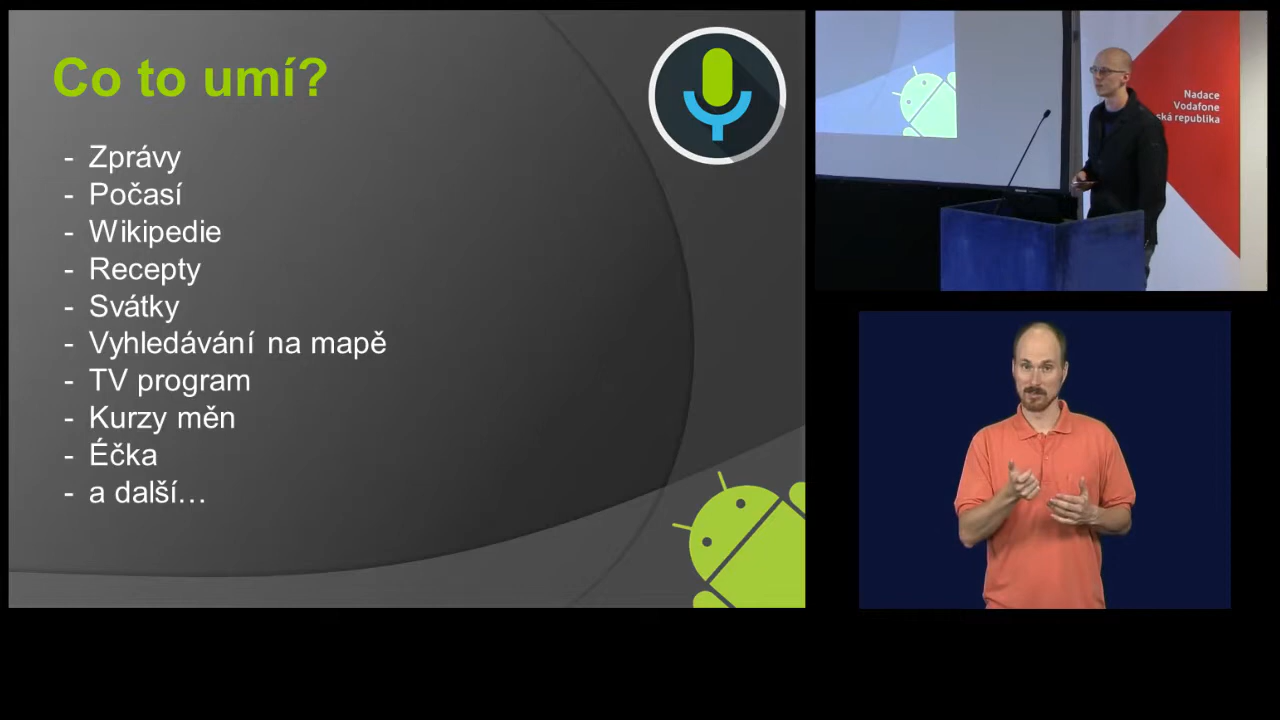 Co to umí?
- Zprávy
- Počasí
- Wikipedie
- Recepty
- Svátky
- Vyhledávání na mapě
- TV program
- Kurzy měn
- Éčka
- a další…
Nadace
Vodafone
ská republika